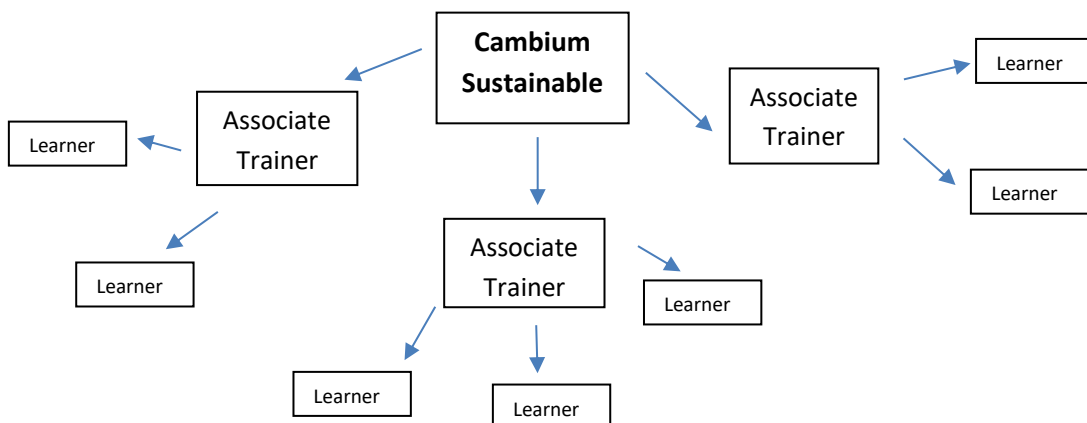 Cambium
Sustainable
Learner
Associate
Trainer
Associate
Trainer
Learner
Learner
Learner
Associate
Trainer
Learner
Learner
Learner